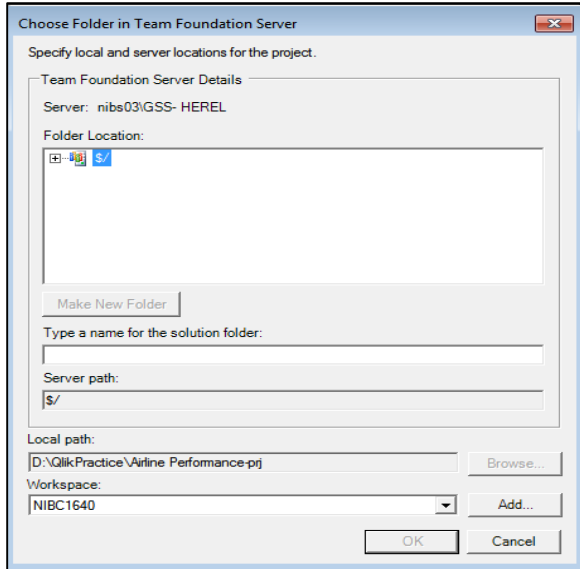 Choose Folder in Team Foundation Server
Specify local and server locations for the project.
Team Foundation Server Details
Server: nibs03\GSS- HEREL
Folder Location:
$/
Make New Folder
Type a name for the solution folder:
Server path:
$/
Local path:
D:\QlikPractice\Airline Performance-prj
Browse...
Workspace:
NIBC1640
Add...
OK
Cancel